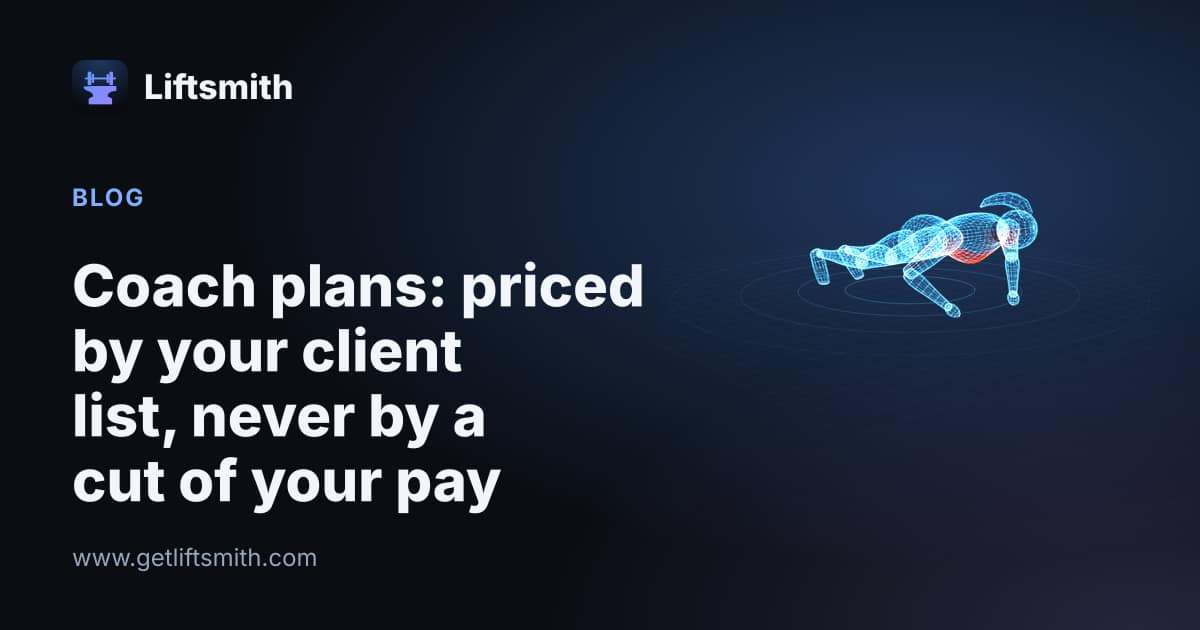 Liftsmith
BLOG
Coach plans: priced
by your client
list, never by a
cut of your pay
www.getliftsmith.com